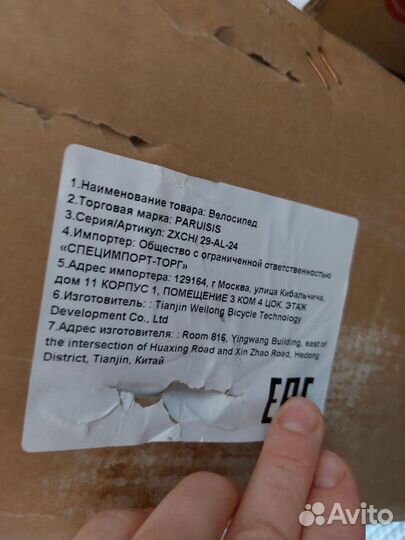 1.Наименование товара: Велосипед
2.Торговая марка: PARUISIS
3.Серия/Артикул: ZXCH/ 29-AL-24
4.Импортер: Общество с ограниченной ответственностью
«СПЕЦИМПОРТ-ТОРГ»
5.Адрес импортера: 129164, г Москва, улица Кибальчича,
дом 11 КОРПУС 1, ПОМЕЩЕНИЕ 3 КОМ 4 ЦОК. ЭТАЖ
6.Изготовитель: : Tianjin Weilong Bicycle Technology
Development Co., Ltd
7.Адрес изготовителя: : Room 816, Yingwang Building, east of
the intersection of Huaxing Road and Xin Zhao Road, Hedong
District, Tianjin, Китай
EAC
Avito